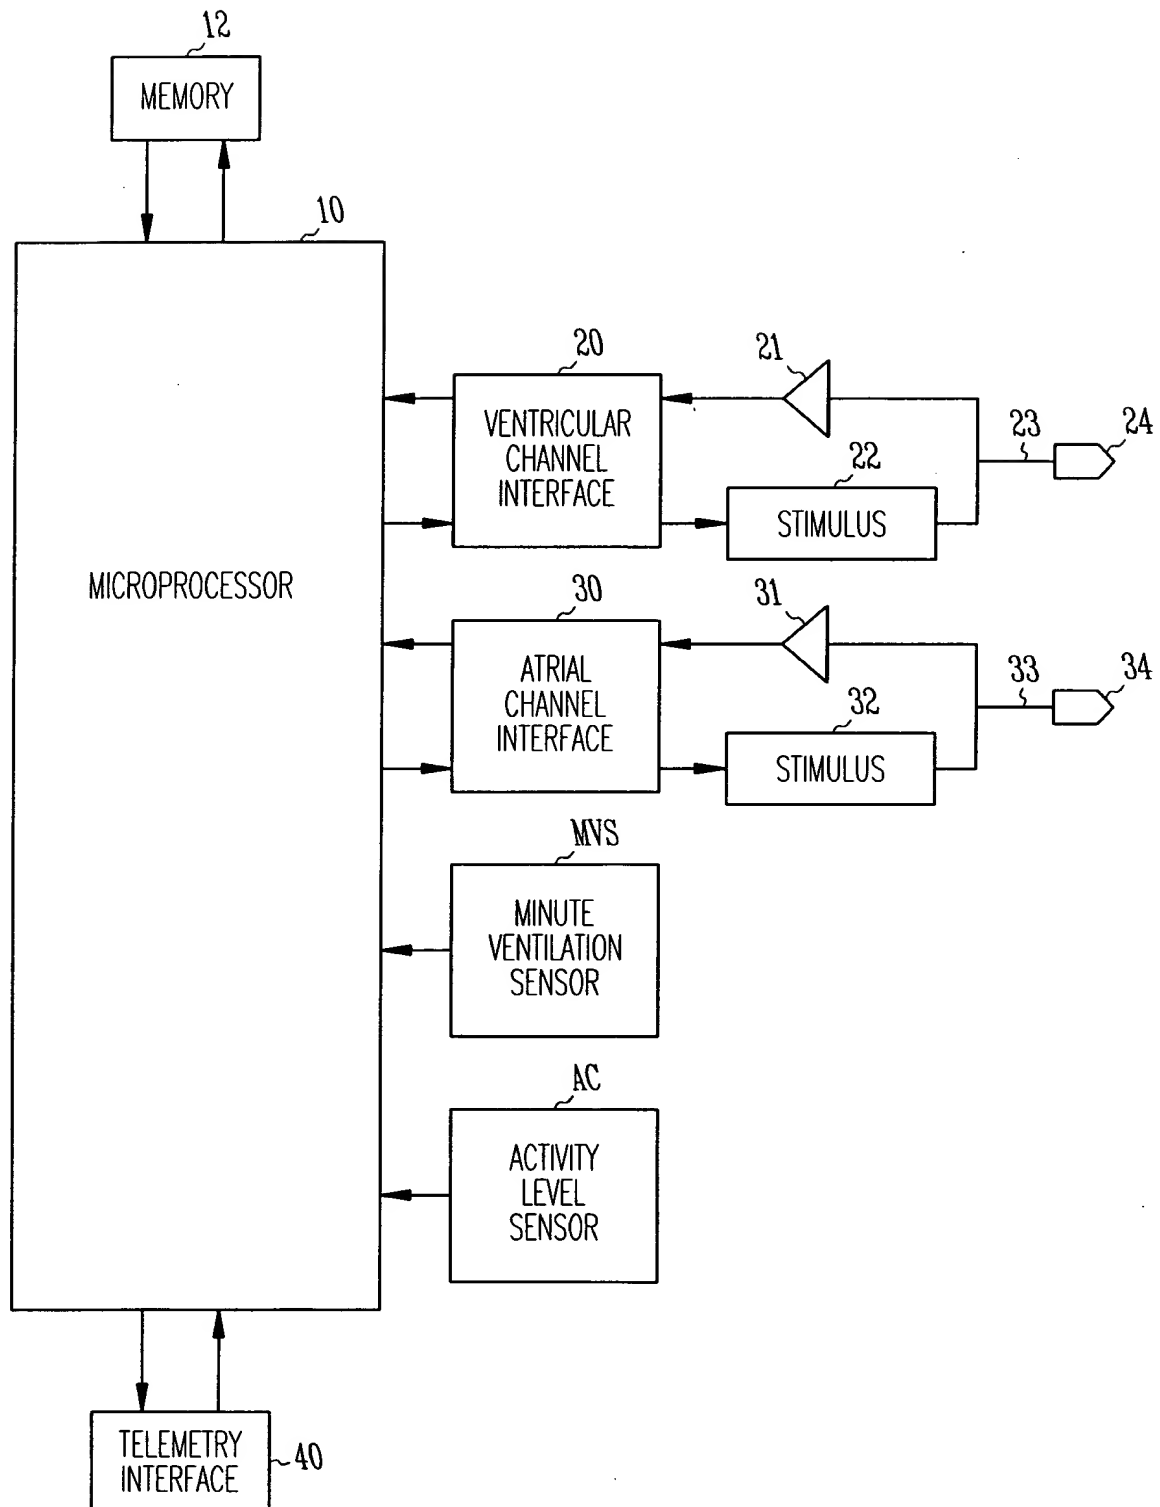 12
MEMORY
10
MICROPROCESSOR
20
VENTRICULAR
CHANNEL
INTERFACE
21
22
STIMULUS
23
24
30
ATRIAL
CHANNEL
INTERFACE
31
32
STIMULUS
33
34
MVS
MINUTE
VENTILATION
SENSOR
AC
ACTIVITY
LEVEL
SENSOR
TELEMETRY
INTERFACE
40